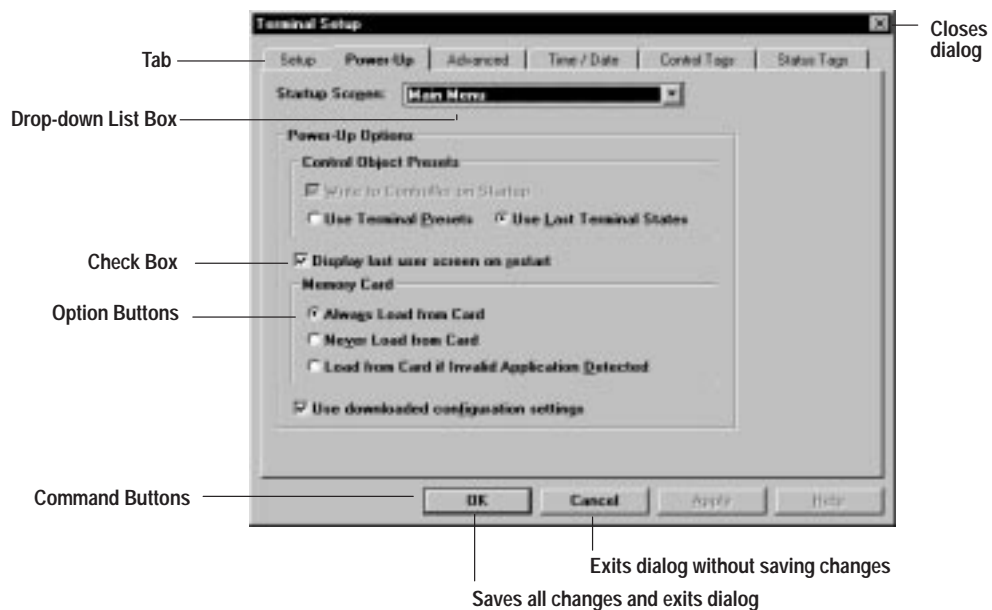 Terminal Setup
Closes dialog
Tab
Setup Power-Up Advanced Time / Date Control Tags Status Tags
Startup Screen: Main Menu
Drop-down List Box
Power-Up Options
Control Object Presets
Write to Controller on Startup
Use Terminal Presets Use Last Terminal States
Check Box
Display last user screen on restart
Memory Card
Option Buttons
Always Load from Card
Never Load from Card
Load from Card if Invalid Application Detected
Use downloaded configuration settings
Command Buttons
OK Cancel Apply Help
Exits dialog without saving changes
Saves all changes and exits dialog